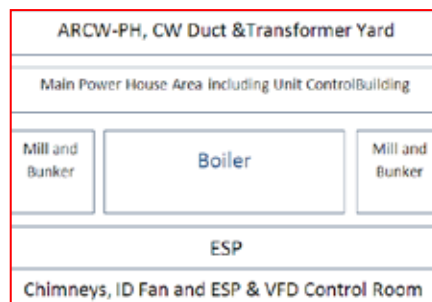 ARCW-PH, CW Duct &Transformer Yard
Main Power House Area including Unit ControlBuilding
Mill and
Bunker
Boiler
Mill and
Bunker
ESP
Chimneys, ID Fan and ESP & VFD Control Room